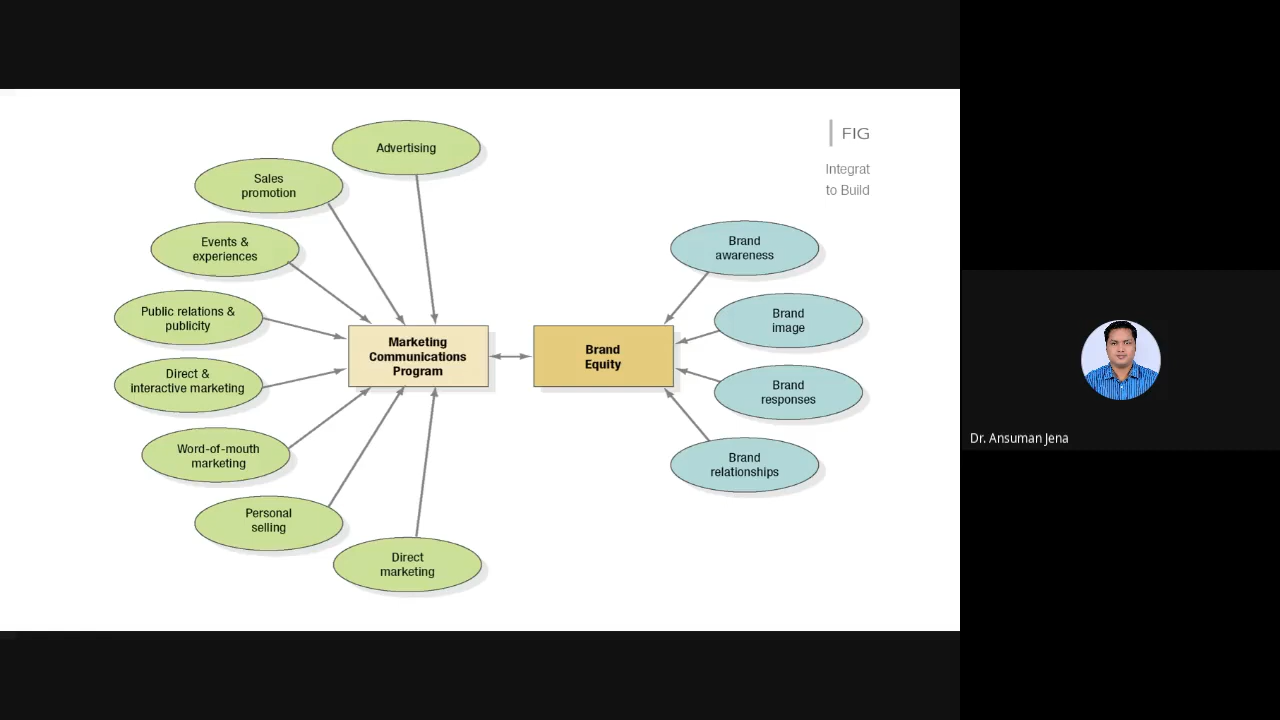 FIG
Integrat
to Build
Advertising
Sales
promotion
Events &
experiences
Public relations &
publicity
Direct &
interactive marketing
Word-of-mouth
marketing
Personal
selling
Direct
marketing
Marketing
Communications
Program
Brand
Equity
Brand
awareness
Brand
image
Brand
responses
Brand
relationships
Dr. Ansuman Jena